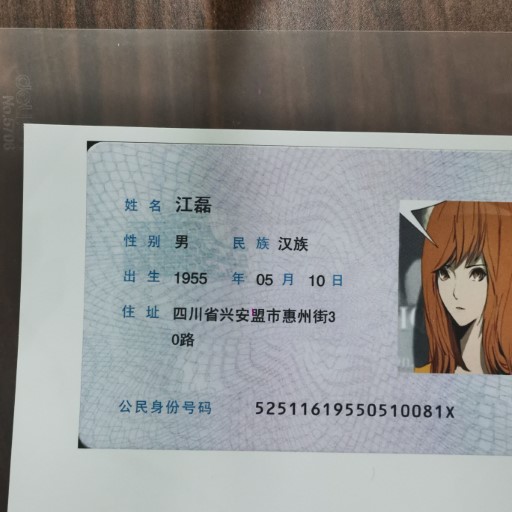 姓名 江磊
性别 男 民族 汉族
出生 1955 年 05 月 10 日
住址 四川省兴安盟市惠州街3
0路
公民身份号码 52511619550510081X